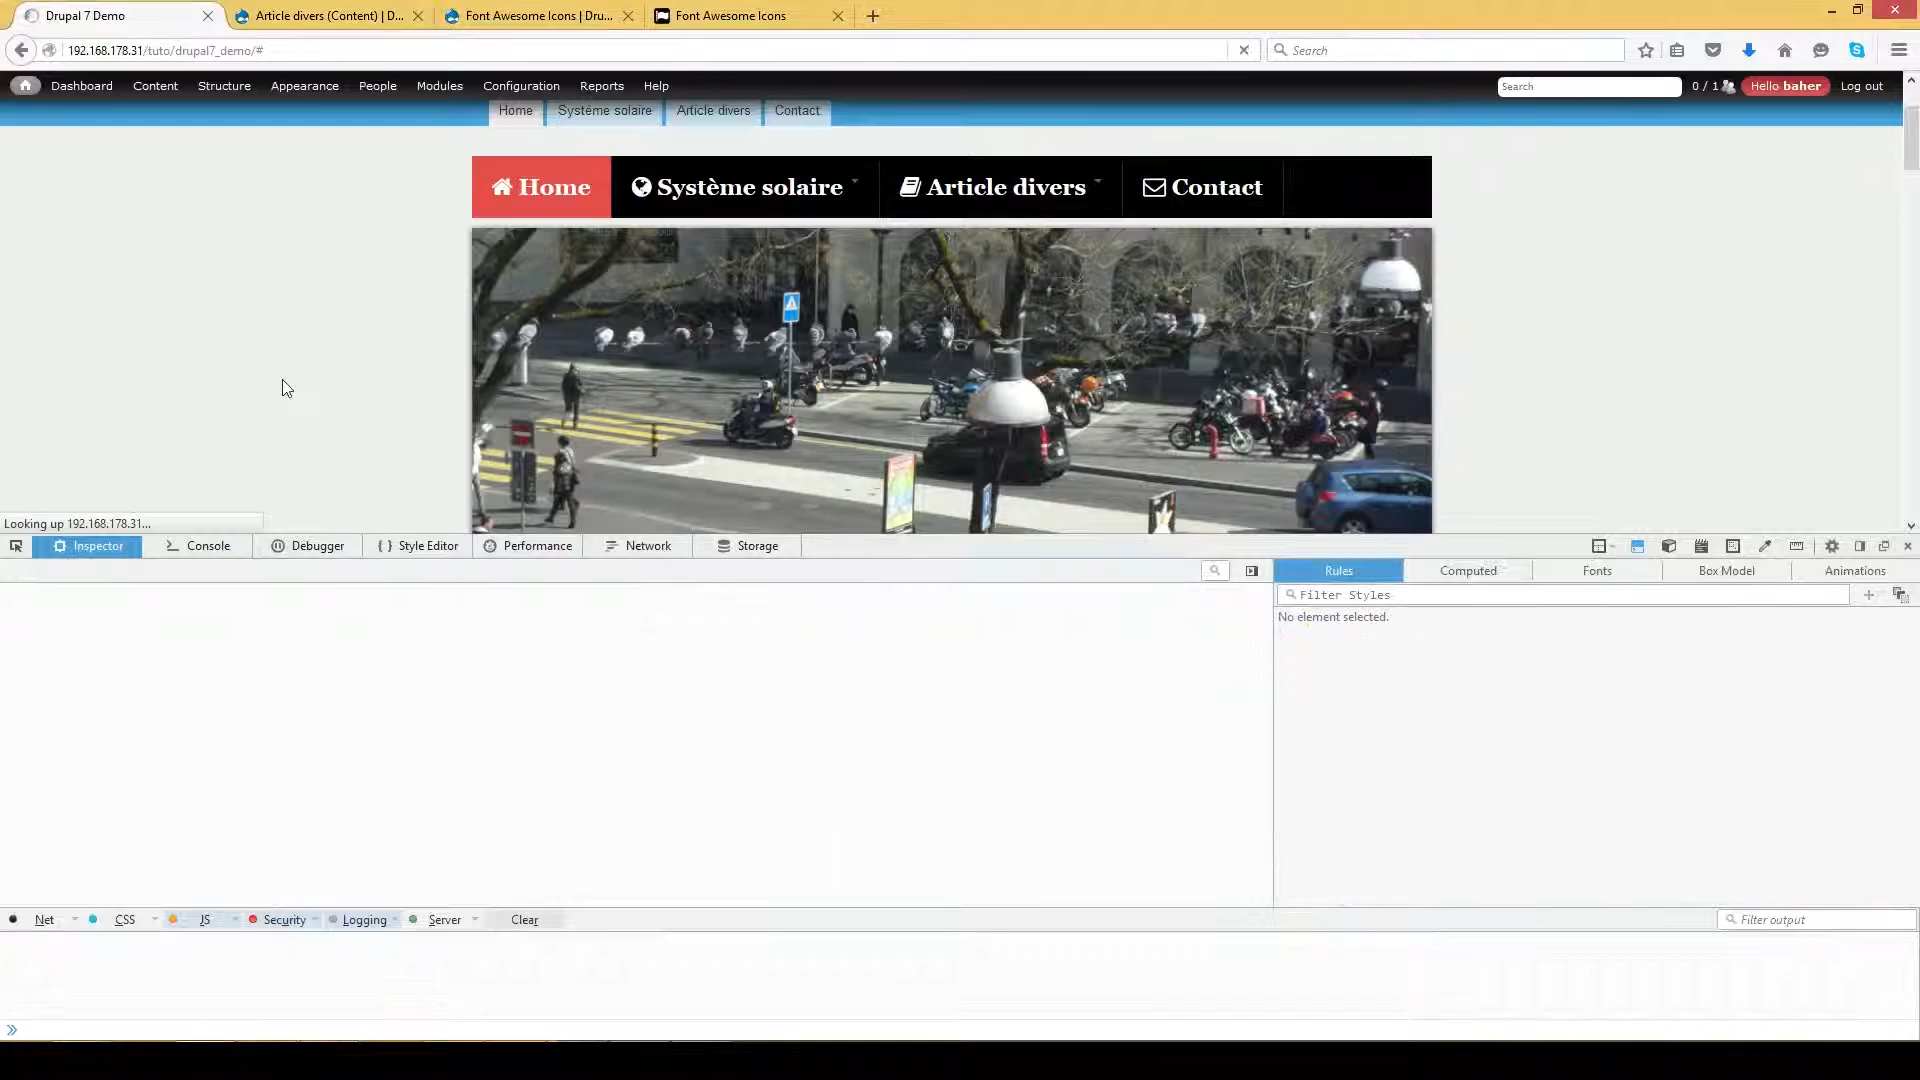 Drupal 7 Demo
Article divers (Content) | D...
Font Awesome Icons | Dru...
Font Awesome Icons
192.168.178.31/tuto/drupal7_demo/#
Search
Dashboard Content Structure Appearance People Modules Configuration Reports Help
Search
0 / 1
Hello baher
Log out
Home Système solaire Article divers Contact
Home Système solaire Article divers Contact
Looking up 192.168.178.31...
Inspector Console Debugger Style Editor Performance Network Storage
Rules Computed Fonts Box Model Animations
Filter Styles
No element selected.
Net CSS JS Security Logging Server Clear
Filter output